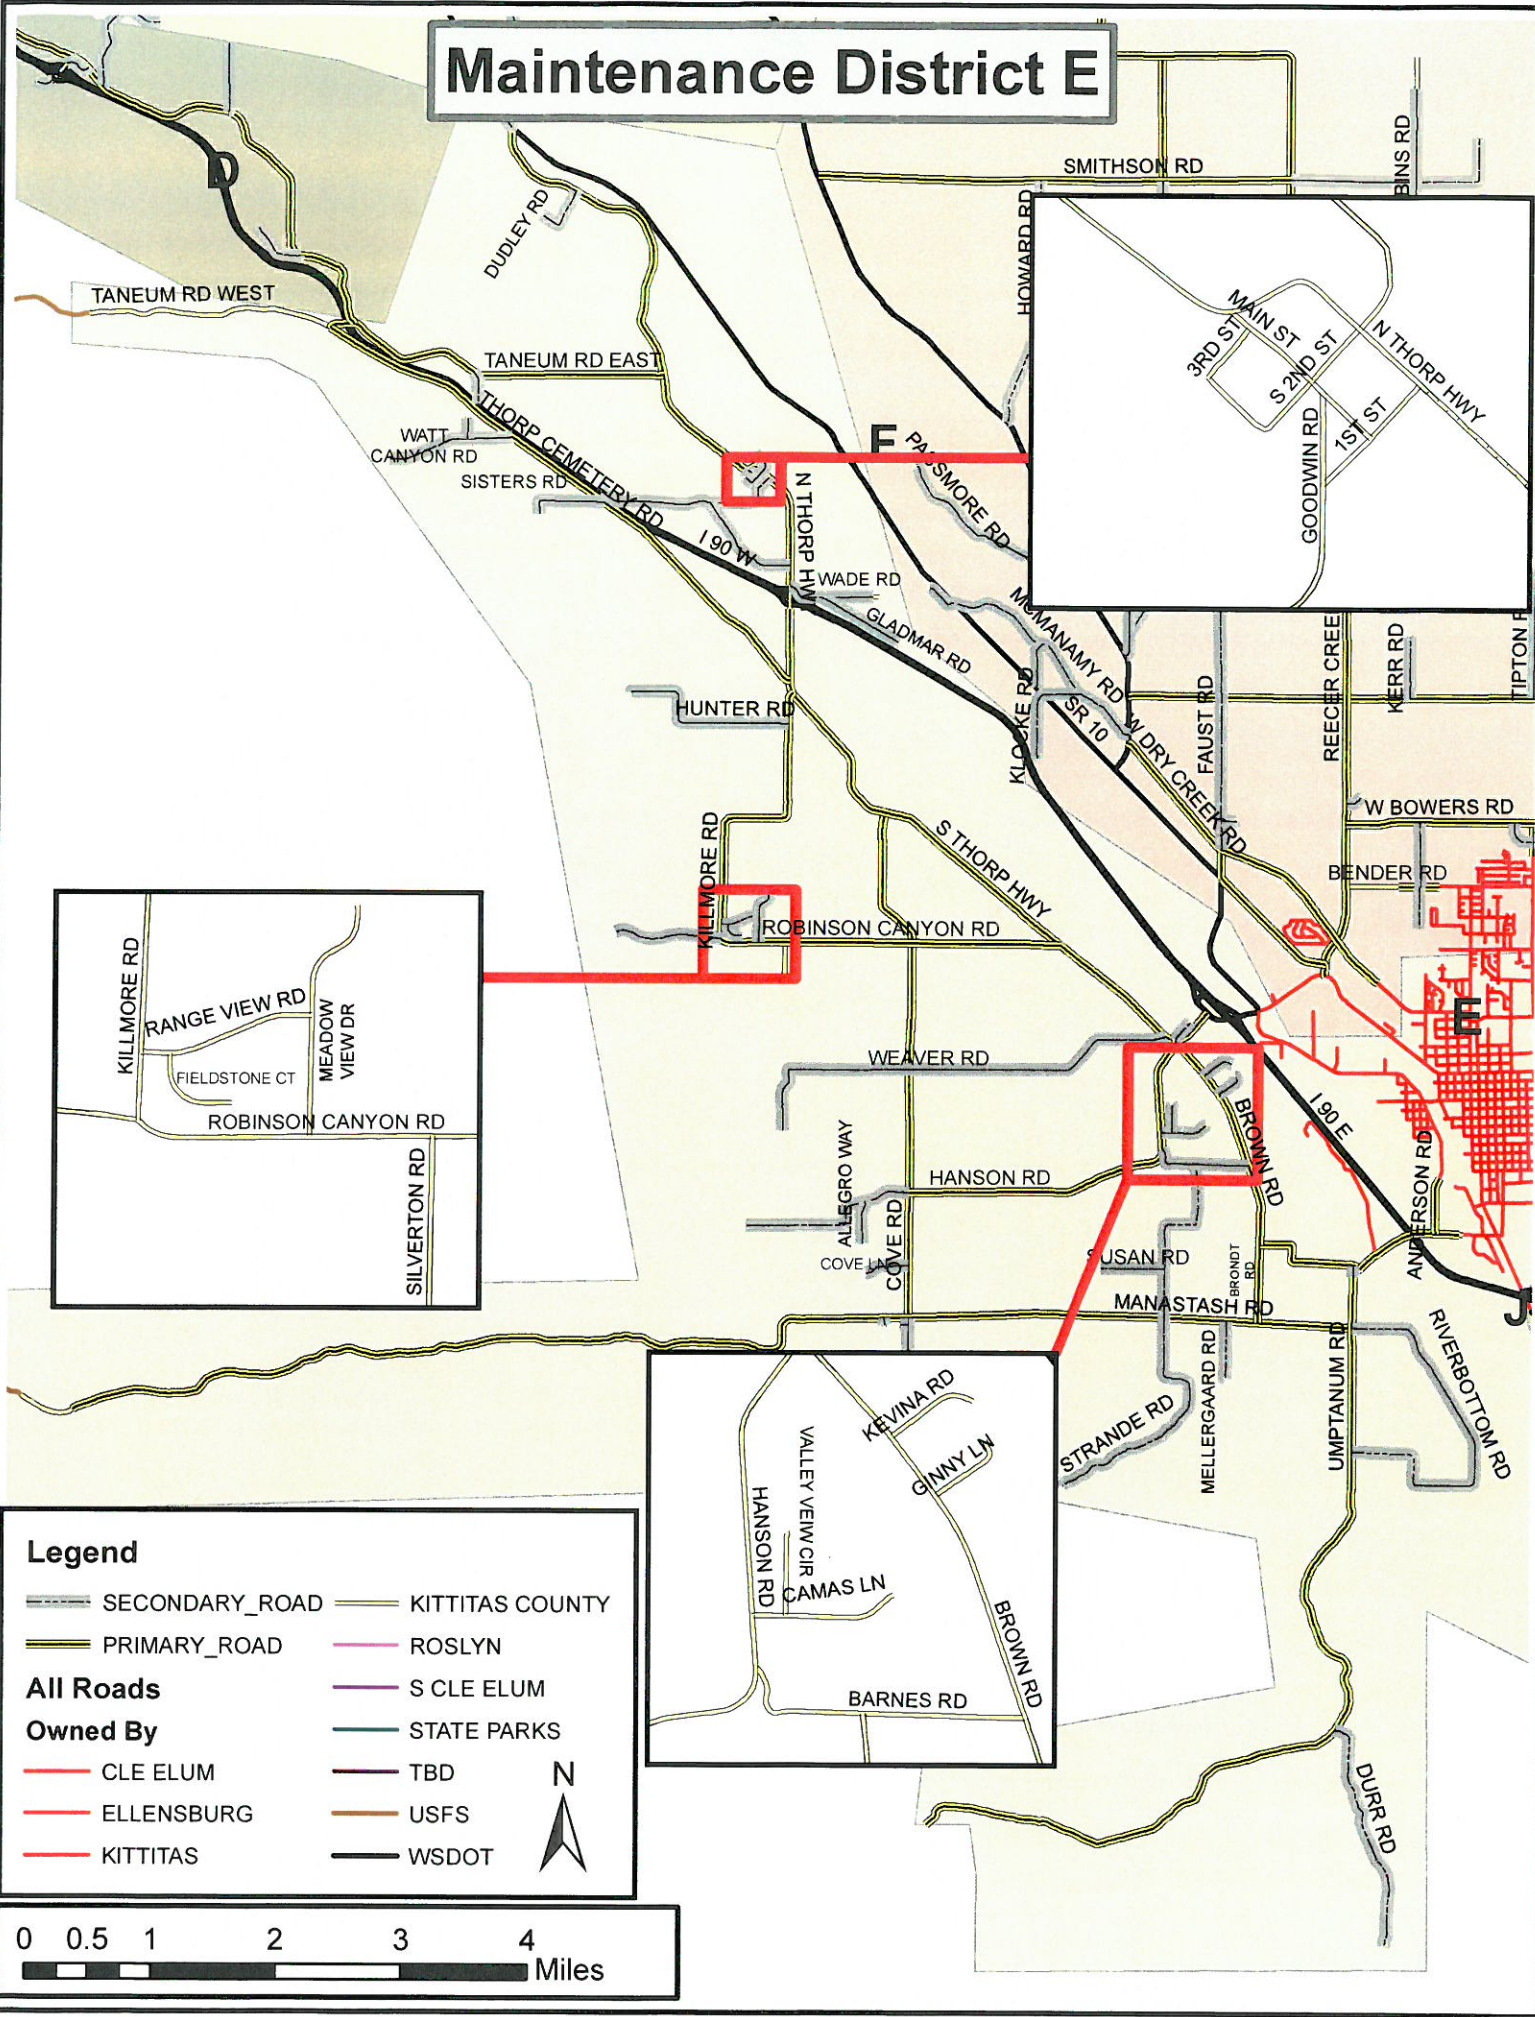 Maintenance District E
D
SMITHSON RD
BINS RD
DUDLEY RD
HOWARD RD
TANEUM RD WEST
TANEUM RD EAST
MAIN ST
3RD ST
S 2ND ST
N THORP HWY
1ST ST
GOODWIN RD
THORP CEMETERY RD
WATT
CANYON RD
SISTERS RD
F
PASSMORE RD
N THORP HW
I 90 W
WADE RD
GLADMAR RD
MCMANAMY RD
KLOCKE RD
SR 10
W DRY CREEK RD
FAUST RD
REECER CREE
KERR RD
TIPTON R
HUNTER RD
W BOWERS RD
BENDER RD
KILLMORE RD
S THORP HWY
ROBINSON CANYON RD
E
KILLMORE RD
RANGE VIEW RD
MEADOW
VIEW DR
FIELDSTONE CT
ROBINSON CANYON RD
SILVERTON RD
WEAVER RD
I 90 E
BROWN RD
ANDERSON RD
ALLEGRO WAY
HANSON RD
COVE RD
COVE LN
SUSAN RD
BRONDT
RD
MANASTASH RD
J
MELLERGAARD RD
UMPTANUM RD
RIVERBOTTOM RD
STRANDE RD
KEVINA RD
GINNY LN
VALLEY VEIW CIR
HANSON RD
CAMAS LN
BROWN RD
BARNES RD
DURR RD
Legend
SECONDARY_ROAD
PRIMARY_ROAD
All Roads
Owned By
CLE ELUM
ELLENSBURG
KITTITAS
KITTITAS COUNTY
ROSLYN
S CLE ELUM
STATE PARKS
TBD
USFS
WSDOT
N
0 0.5 1 2 3 4
Miles